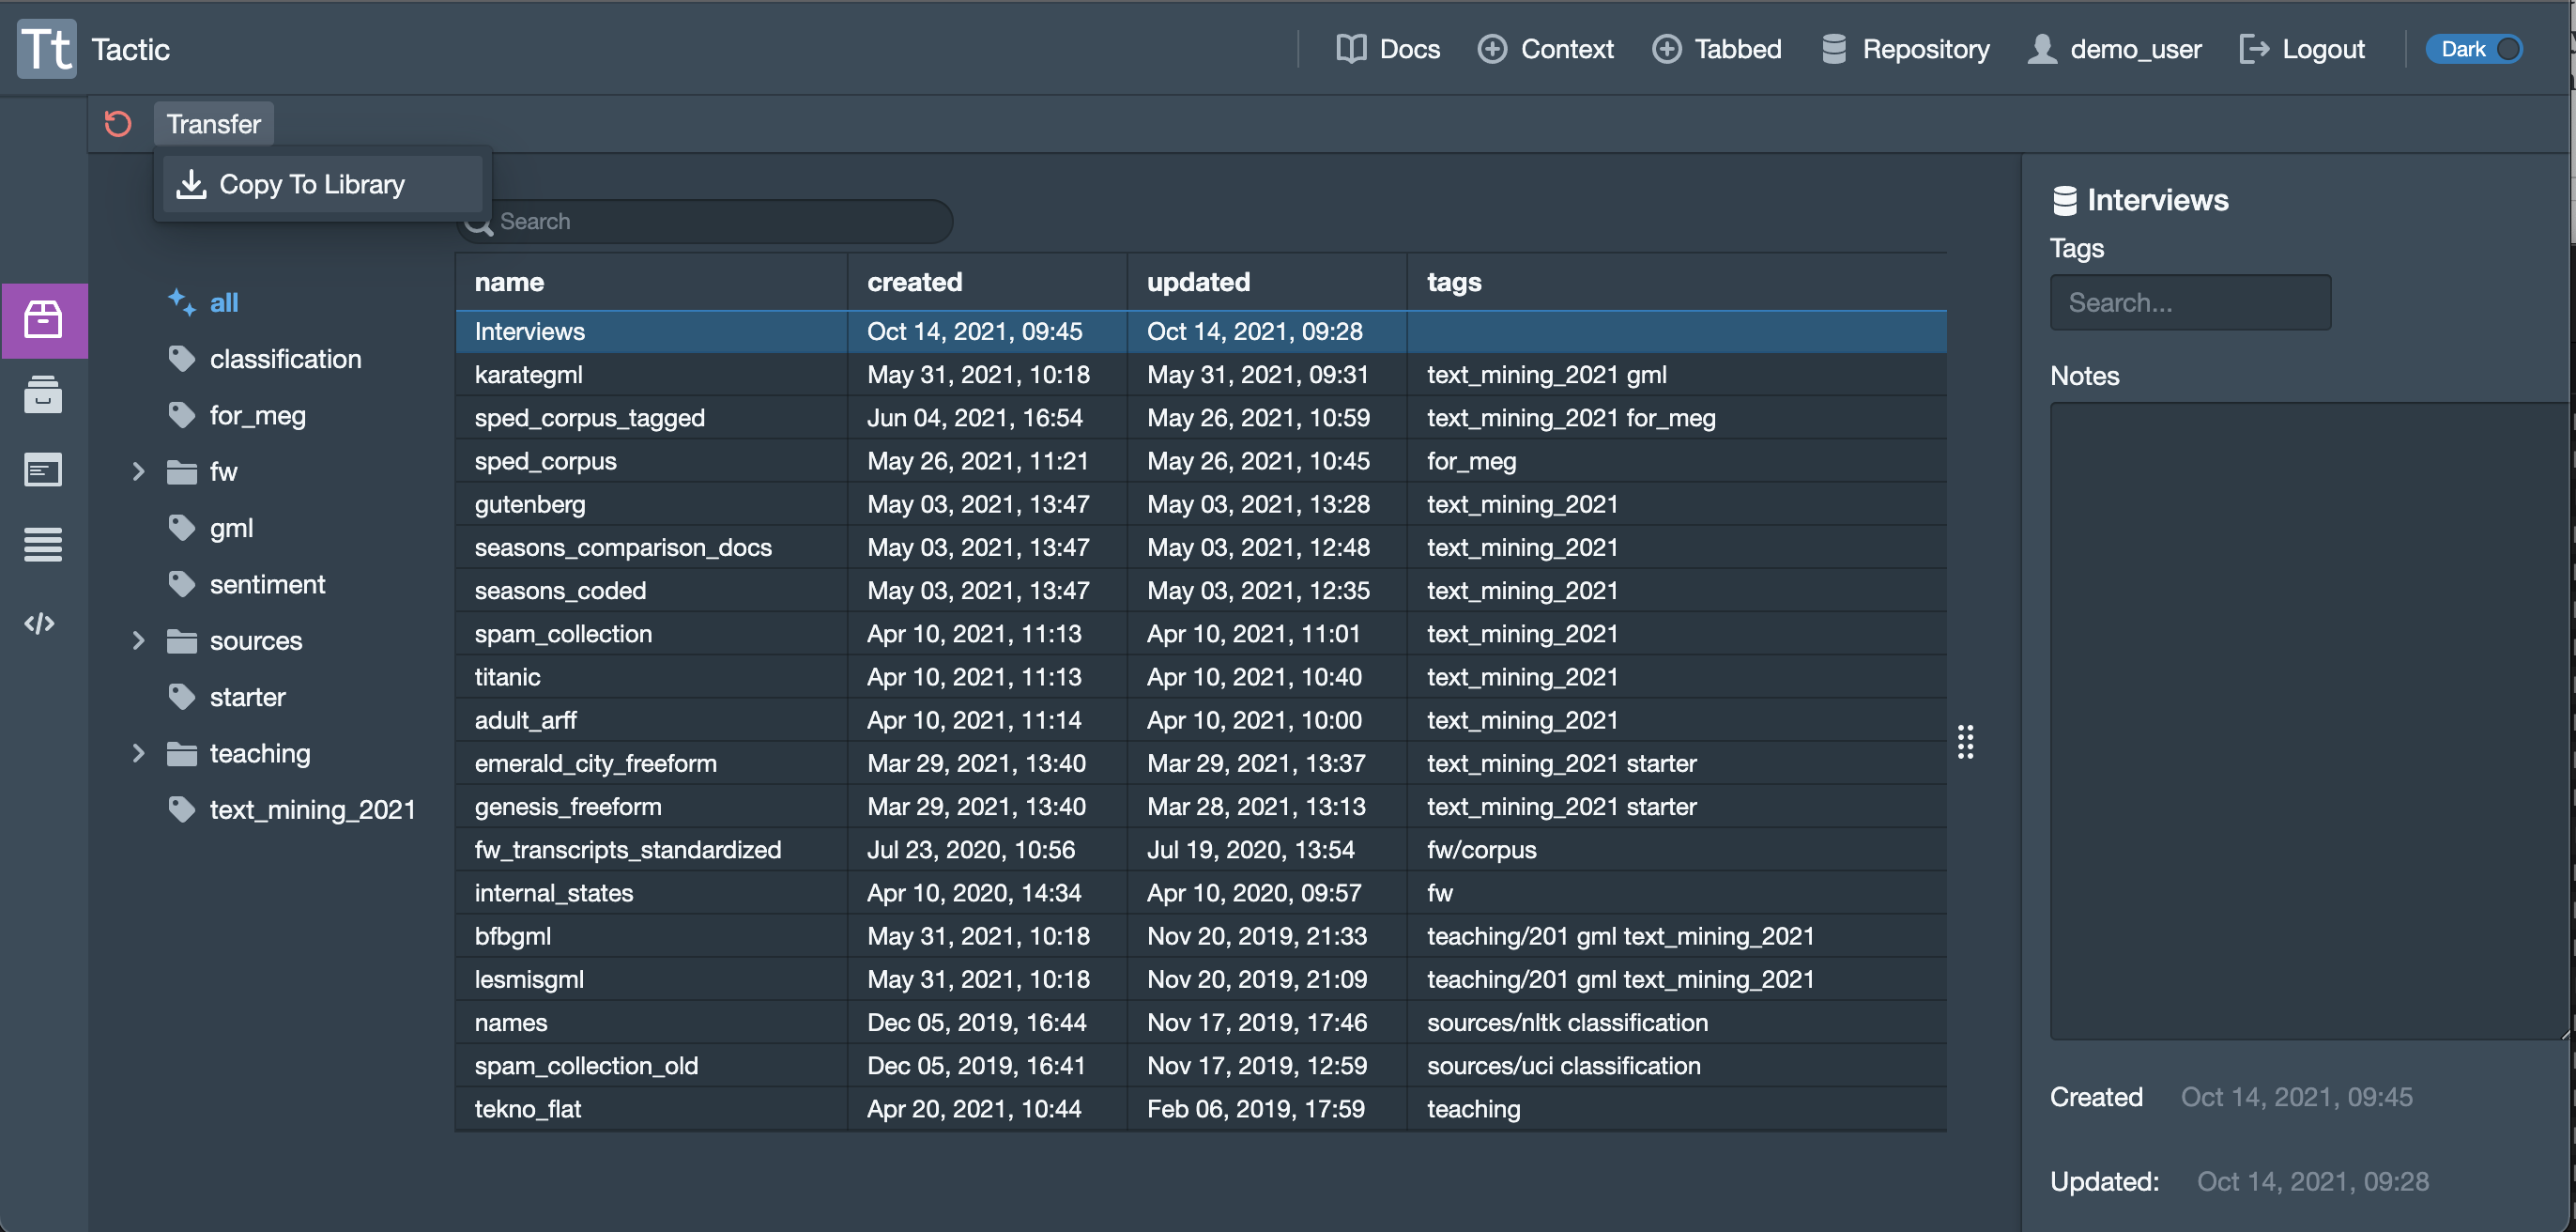 Tt Tactic Docs Context Tabbed Repository demo_user Logout Dark
Transfer
Copy To Library
Search
all
classification
for_meg
fw
gml
sentiment
sources
starter
teaching
text_mining_2021
name created updated tags
Interviews Oct 14, 2021, 09:45 Oct 14, 2021, 09:28
karategml May 31, 2021, 10:18 May 31, 2021, 09:31 text_mining_2021 gml
sped_corpus_tagged Jun 04, 2021, 16:54 May 26, 2021, 10:59 text_mining_2021 for_meg
sped_corpus May 26, 2021, 11:21 May 26, 2021, 10:45 for_meg
gutenberg May 03, 2021, 13:47 May 03, 2021, 13:28 text_mining_2021
seasons_comparison_docs May 03, 2021, 13:47 May 03, 2021, 12:48 text_mining_2021
seasons_coded May 03, 2021, 13:47 May 03, 2021, 12:35 text_mining_2021
spam_collection Apr 10, 2021, 11:13 Apr 10, 2021, 11:01 text_mining_2021
titanic Apr 10, 2021, 11:13 Apr 10, 2021, 10:40 text_mining_2021
adult_arff Apr 10, 2021, 11:14 Apr 10, 2021, 10:00 text_mining_2021
emerald_city_freeform Mar 29, 2021, 13:40 Mar 29, 2021, 13:37 text_mining_2021 starter
genesis_freeform Mar 29, 2021, 13:40 Mar 28, 2021, 13:13 text_mining_2021 starter
fw_transcripts_standardized Jul 23, 2020, 10:56 Jul 19, 2020, 13:54 fw/corpus
internal_states Apr 10, 2020, 14:34 Apr 10, 2020, 09:57 fw
bfbgml May 31, 2021, 10:18 Nov 20, 2019, 21:33 teaching/201 gml text_mining_2021
lesmisgml May 31, 2021, 10:18 Nov 20, 2019, 21:09 teaching/201 gml text_mining_2021
names Dec 05, 2019, 16:44 Nov 17, 2019, 17:46 sources/nltk classification
spam_collection_old Dec 05, 2019, 16:41 Nov 17, 2019, 12:59 sources/uci classification
tekno_flat Apr 20, 2021, 10:44 Feb 06, 2019, 17:59 teaching
Interviews
Tags
Search...
Notes
Created Oct 14, 2021, 09:45
Updated: Oct 14, 2021, 09:28